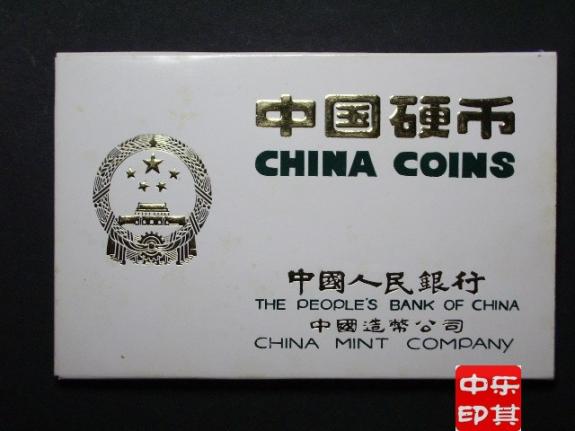 中国硬币
CHINA COINS
中國人民銀行
THE PEOPLE'S BANK OF CHINA
中國造幣公司
CHINA MINT COMPANY
中乐
印其